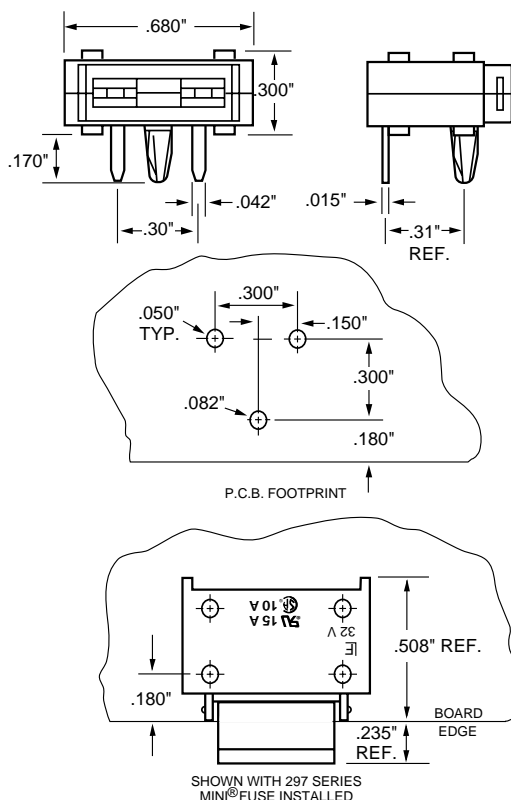 .680"
.300"
.170"
.042"
.30"
.015"
.31"
REF.
.050"
TYP.
.300"
.150"
.300"
.082"
.180"
P.C.B. FOOTPRINT
15 A
10 A
32 V
.508" REF.
.180"
BOARD
EDGE
.235"
REF.
SHOWN WITH 297 SERIES
MINI® FUSE INSTALLED